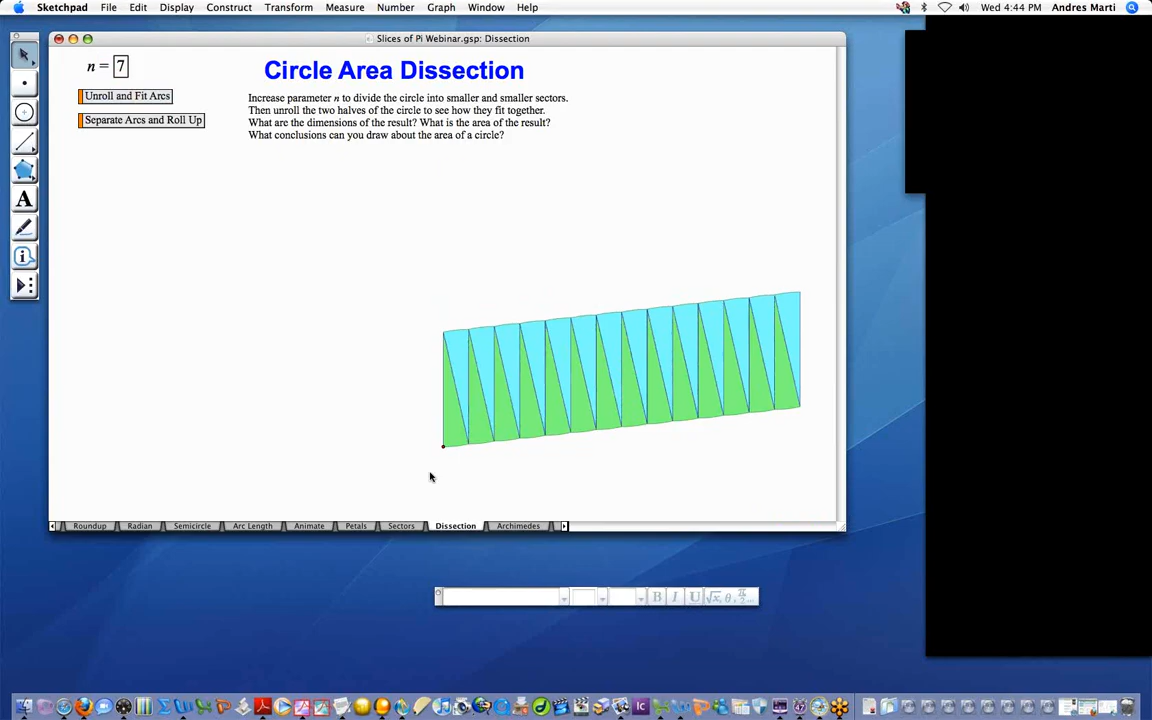 Sketchpad File Edit Display Construct Transform Measure Number Graph Window Help Wed 4:44 PM Andres Marti
Slices of Pi Webinar.gsp: Dissection
n = 7
Circle Area Dissection
Unroll and Fit Arcs
Separate Arcs and Roll Up
Increase parameter n to divide the circle into smaller and smaller sectors.
Then unroll the two halves of the circle to see how they fit together.
What are the dimensions of the result? What is the area of the result?
What conclusions can you draw about the area of a circle?
A
Roundup Radian Semicircle Arc Length Animate Petals Sectors Dissection Archimedes
B I U
IC